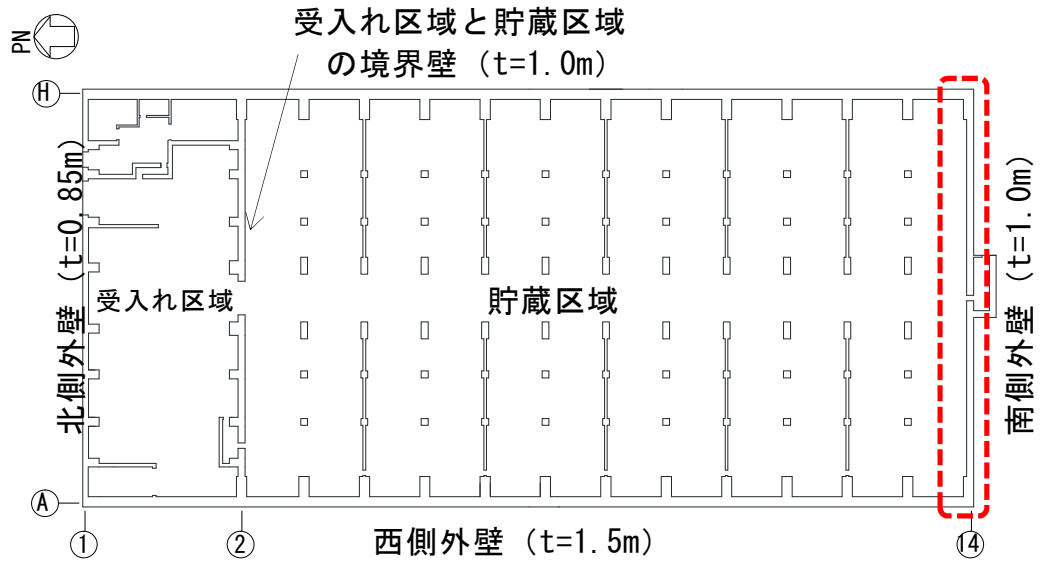 受入れ区域と貯蔵区域
の境界壁 (t=1.0m)
PN
H
北側外壁 (t=0.85m)
受入れ区域
貯蔵区域
南側外壁 (t=1.0m)
A
1
2
西側外壁 (t=1.5m)
14